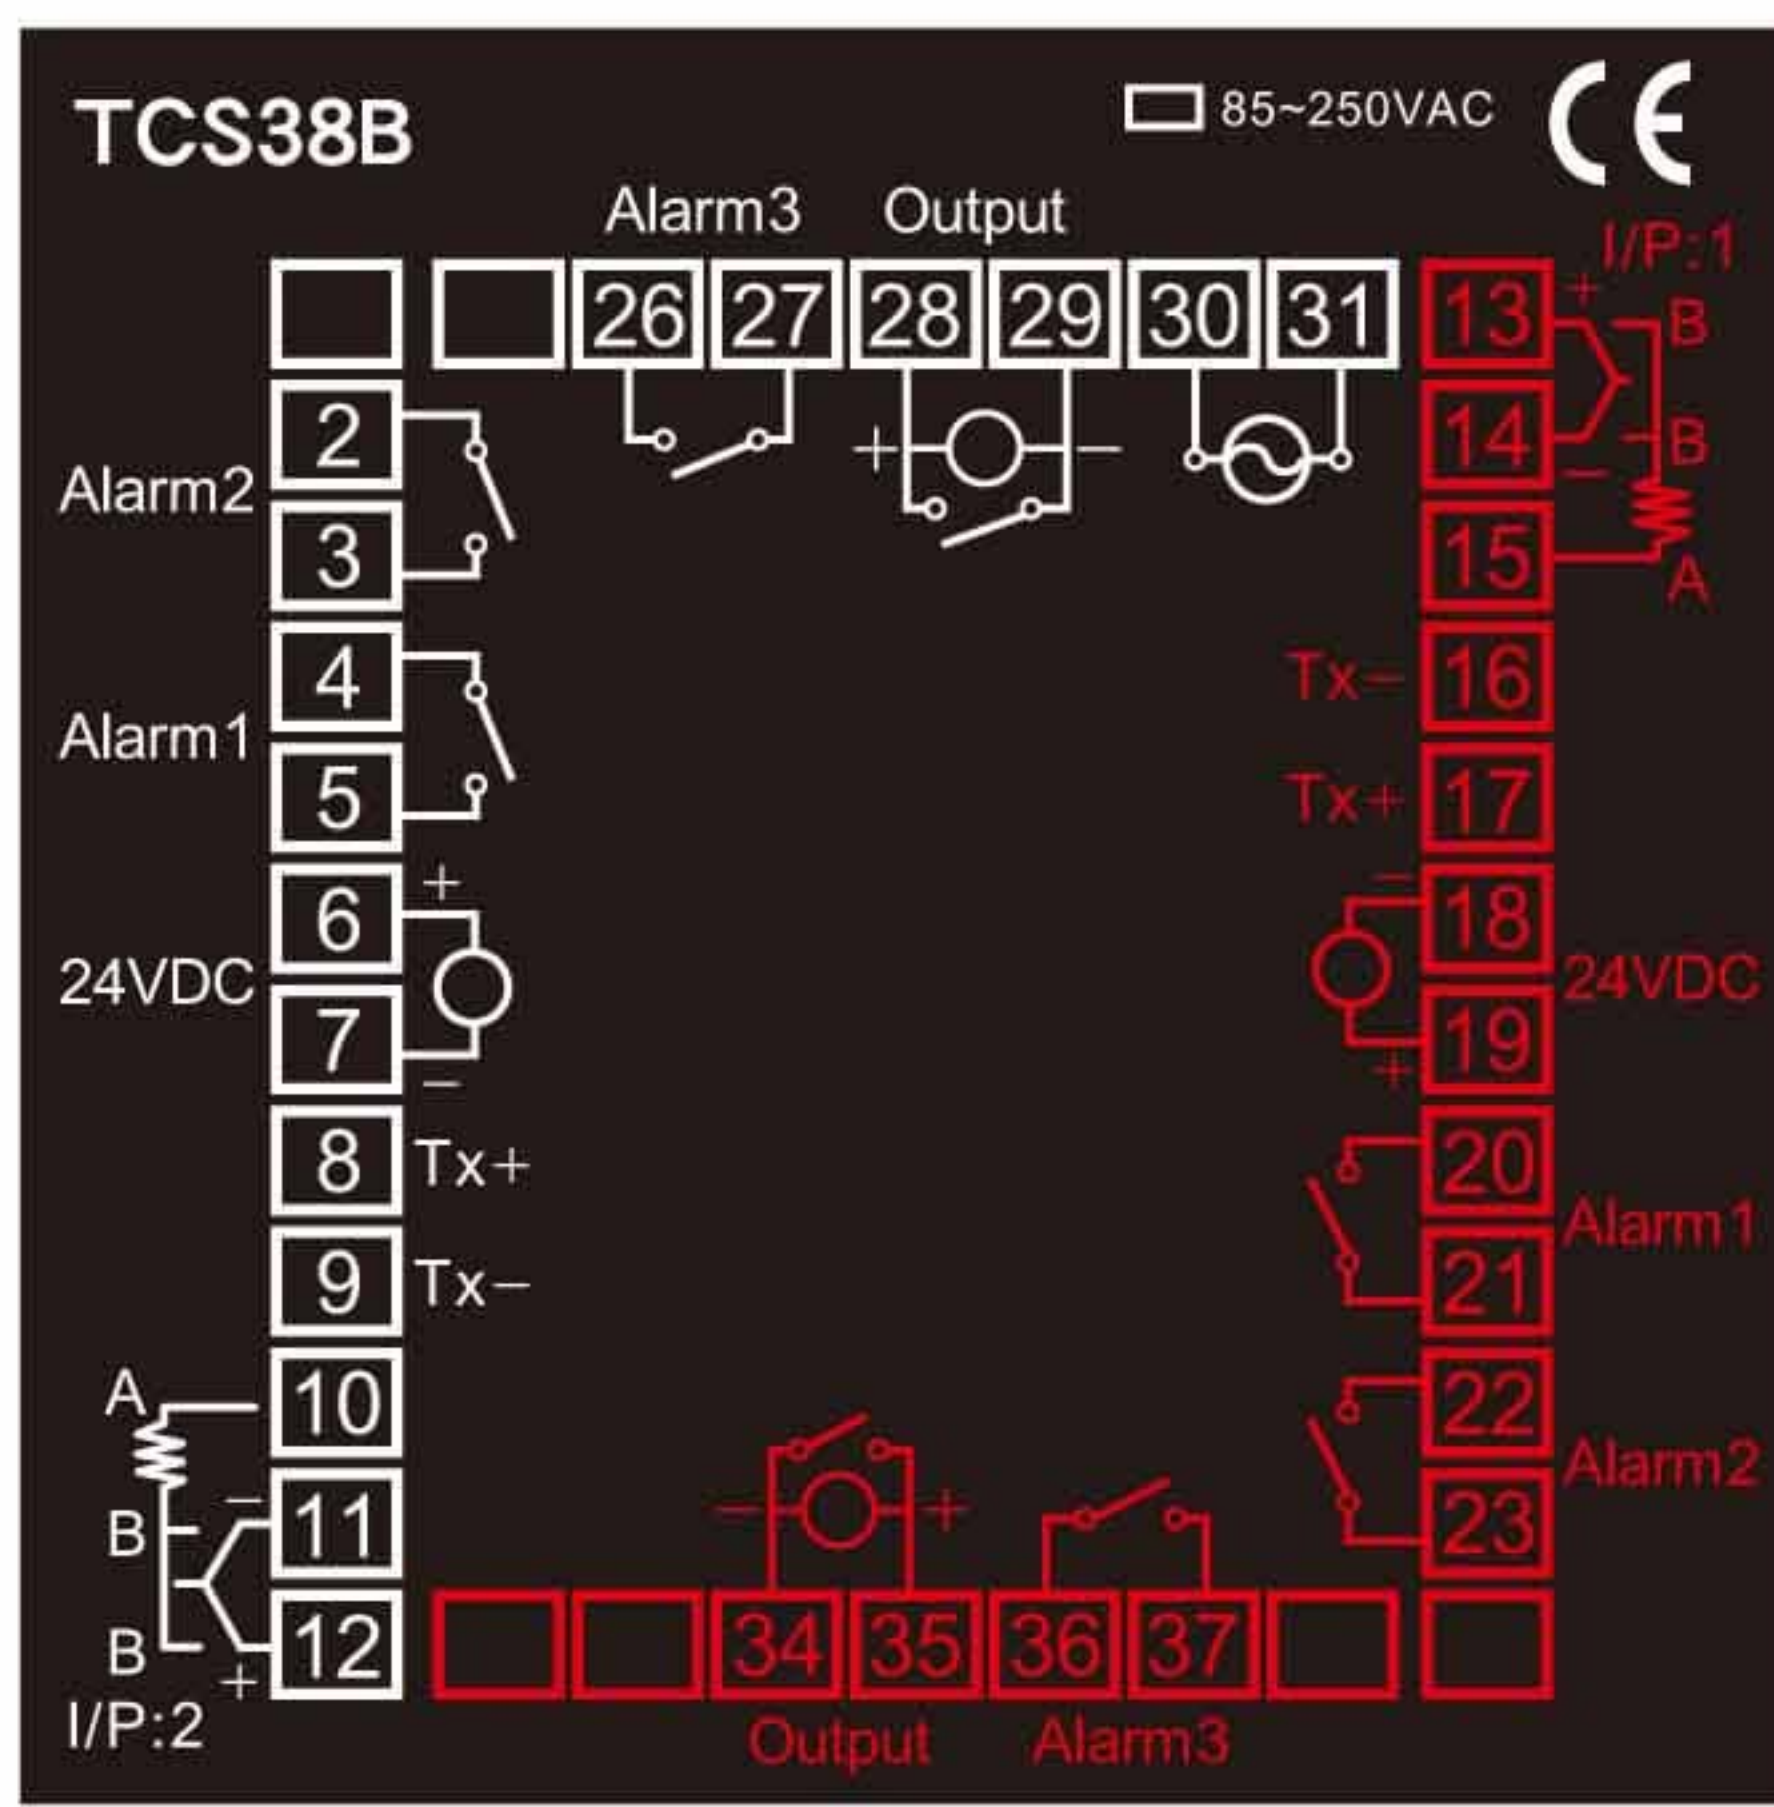 TCS38B
85~250VAC
CE
Alarm3 Output
I/P:1
26 27 28 29 30 31 13 + B
2 + − 14 − B
Alarm2
3 15 A
4 Tx− 16
Alarm1
5 Tx+ 17
+ −
6 18
24VDC 24VDC
7 19
− +
8 Tx+ 20
Alarm1
9 Tx− 21
A 10 22
Alarm2
B − 11 − + 23
B + 12 34 35 36 37
I/P:2 Output Alarm3